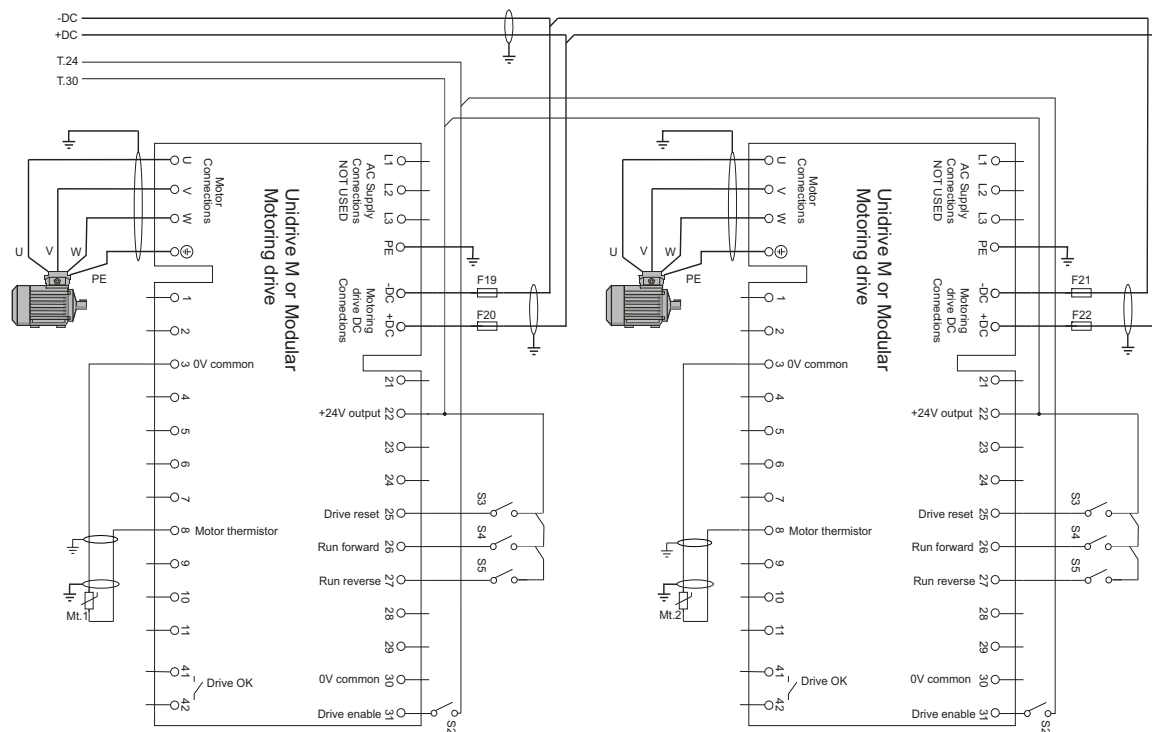 -DC
+DC
T.24
T.30
U
V
W
Motor
Connections
L1
L2
L3
PE
AC Supply
Connections
NOT USED
Unidrive M or Modular
Motoring drive
U
V
W
PE
-DC
+DC
Motoring
drive DC
Connections
F19
F20
1
2
3
0V common
4
5
6
7
8
Motor thermistor
9
10
11
41
42
Drive OK
Mt.1
21
+24V output
22
23
24
Drive reset
25
Run forward
26
Run reverse
27
28
29
0V common
30
Drive enable
31
S3
S4
S5
S2
U
V
W
Motor
Connections
L1
L2
L3
PE
AC Supply
Connections
NOT USED
Unidrive M or Modular
Motoring drive
U
V
W
PE
-DC
+DC
Motoring
drive DC
Connections
F21
F22
1
2
3
0V common
4
5
6
7
8
Motor thermistor
9
10
11
41
42
Drive OK
Mt.2
21
+24V output
22
23
24
Drive reset
25
Run forward
26
Run reverse
27
28
29
0V common
30
Drive enable
31
S3
S4
S5
S2